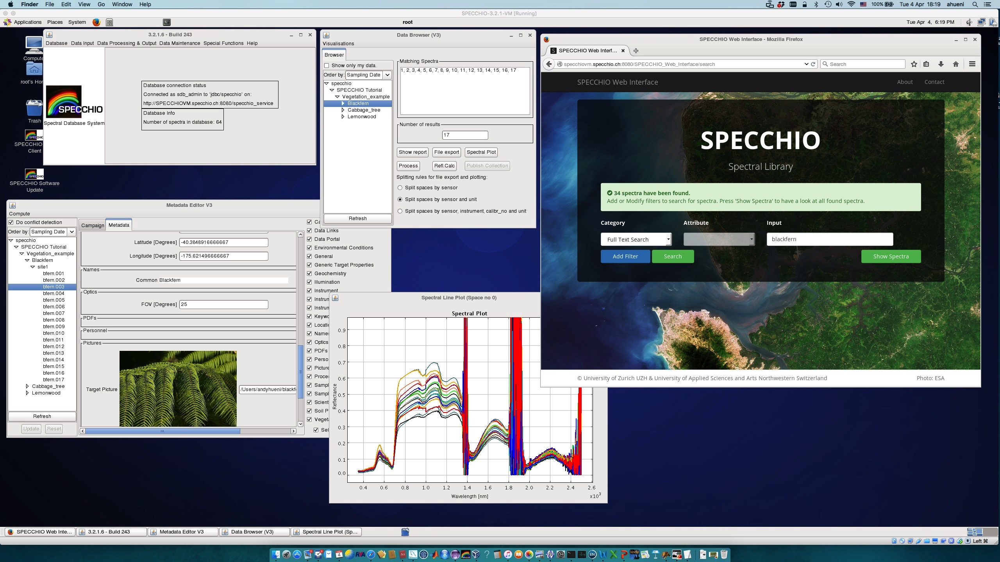 Finder File Edit View Go Window Help
100% Tue 4 Apr 18:19 ahueni
SPECCHIO-3.2.1-VM [Running]
Applications Places System
root
Tue Apr 4, 6:19 PM
root's Hor
Trash
SPECCHIO
Client
SPECCHIO Software
Update
3.2.1.6 - Build 243
Database Data Input Data Processing & Output Data Maintenance Special Functions Help
SPECCHIO
Spectral Database System
Database connection status
Connected as sdb_admin to 'jdbc/specchio' on:
http://SPECCHIOVM.specchio.ch:8080/specchio_service
Database Info
Number of spectra in database: 64
Data Browser (V3)
Visualisations
Browser
Show only my data.
Order by: Sampling Date
specchio
SPECCHIO Tutorial
Vegetation_example
Blackfern
Cabbage_tree
Lemonwood
Refresh
Matching Spectra
1, 2, 3, 4, 5, 6, 7, 8, 9, 10, 11, 12, 13, 14, 15, 16, 17
Number of results
17
Show report File export Spectral Plot
Process Refl.Calc Publish Collection
Splitting rules for file export and plotting:
Split spaces by sensor
Split spaces by sensor and unit
Split spaces by sensor, instrument, calibr_no and unit
SPECCHIO Web Interface - Mozilla Firefox
SPECCHIO Web Interf...
specchiovm.specchio.ch:8080/SPECCHIO_Web_Interface/search
Search
SPECCHIO Web Interface
About Contact
SPECCHIO
Spectral Library
34 spectra have been found.
Add or Modify filters to search for spectra. Press 'Show Spectra' to have a look at all found spectra.
Category Attribute Input
Full Text Search
blackfern
Add Filter Search Show Spectra
© University of Zurich UZH & University of Applied Sciences and Arts Northwestern Switzerland
Photo: ESA
Metadata Editor V3
Compute
Do conflict detection
Order by: Sampling Date
specchio
SPECCHIO Tutorial
Vegetation_example
Blackfern
site1
bfern.001
bfern.002
bfern.003
bfern.004
bfern.005
bfern.006
bfern.007
bfern.008
bfern.009
bfern.010
bfern.011
bfern.012
bfern.013
bfern.014
bfern.015
bfern.016
bfern.017
Cabbage_tree
Lemonwood
Refresh
Update Reset
Campaign Metadata
Latitude [Degrees] -40.3848916666667
Longitude [Degrees] -175.621496666667
Names
Common Blackfern
Optics
FOV [Degrees] 25
PDFs
Personnel
Pictures
Target Picture
/Users/andyhueni/blackf
Ca
Data Links
Data Portal
Environmental Conditions
General
Generic Target Properties
Geochemistry
Illumination
Instrument
Instrun
Instrun
Keywo
Locatic
Names
Optics
PDFs
Perso
Picture
Proces
Sampl
Sampl
Scient
Soil P
Vegeta
Sel
Spectral Line Plot (Space no 0)
Spectral Plot
Reflectance
0.9
0.8
0.7
0.6
0.5
0.4
0.3
0.2
0.1
0.0
0.4 0.6 0.8 1.0 1.2 1.4 1.6 1.8 2.0 2.2 2.4 2.6
Wavelength [nm]
x10³
SPECCHIO Web Inte... 3.2.1.6 - Build 243 Metadata Editor V3 Data Browser (V3) Spectral Line Plot (Sp...
Left ⌘